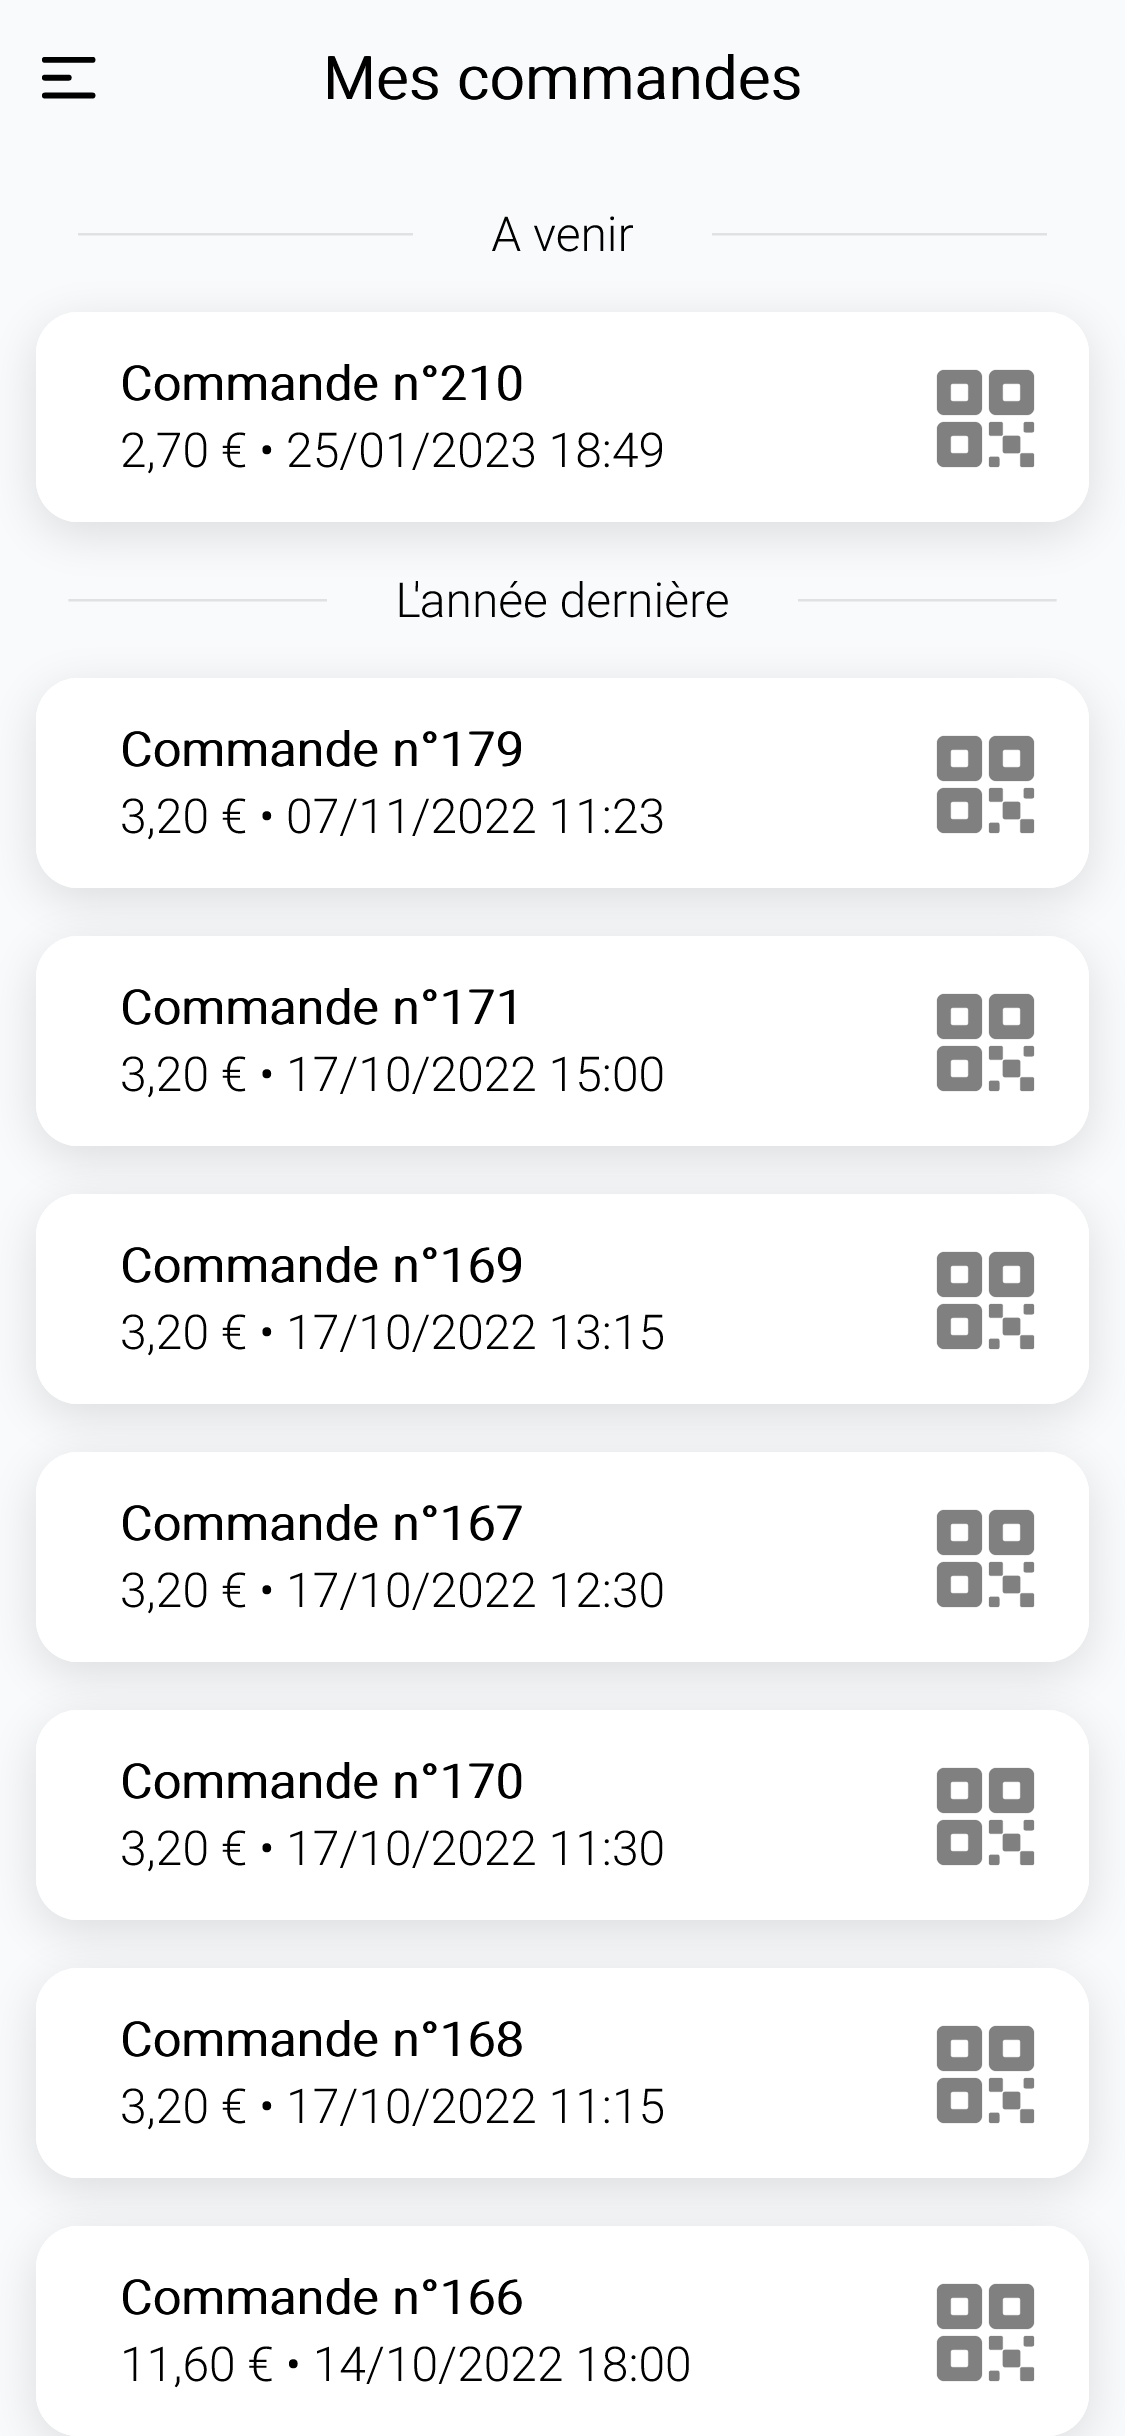 Mes commandes
A venir
Commande n°210
2,70 € • 25/01/2023 18:49
L'année dernière
Commande n°179
3,20 € • 07/11/2022 11:23
Commande n°171
3,20 € • 17/10/2022 15:00
Commande n°169
3,20 € • 17/10/2022 13:15
Commande n°167
3,20 € • 17/10/2022 12:30
Commande n°170
3,20 € • 17/10/2022 11:30
Commande n°168
3,20 € • 17/10/2022 11:15
Commande n°166
11,60 € • 14/10/2022 18:00